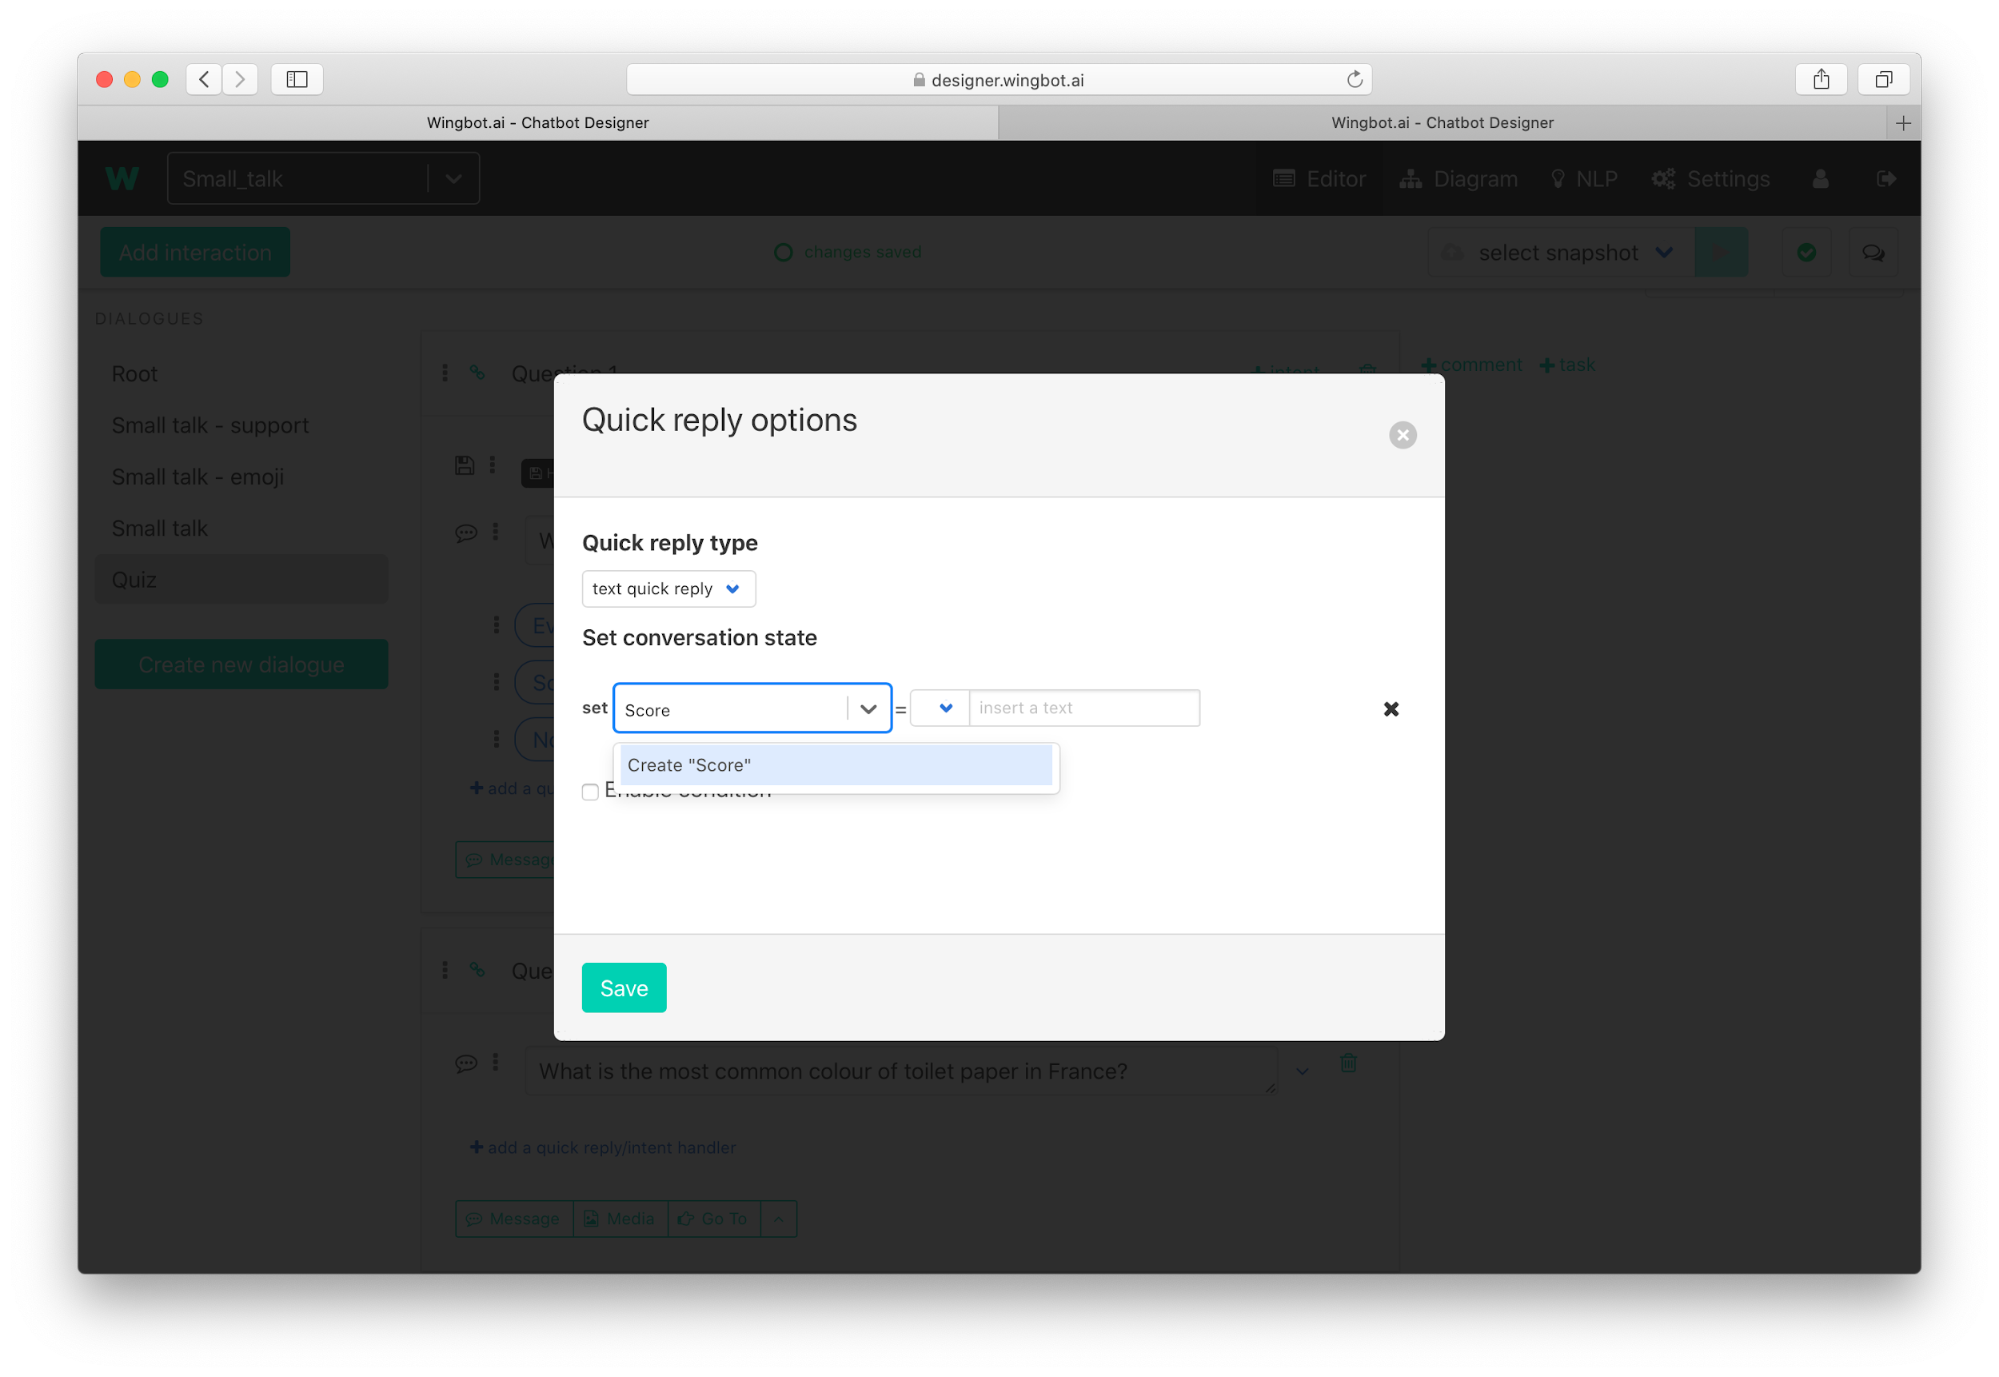 designer.wingbot.ai
Wingbot.ai - Chatbot Designer
Wingbot.ai - Chatbot Designer
W
Small_talk
Editor
Diagram
NLP
Settings
Add interaction
changes saved
select snapshot
DIALOGUES
Root
Small talk - support
Small talk - emoji
Small talk
Quiz
Create new dialogue
Question 1
intent
comment
task
Quick reply options
Quick reply type
text quick reply
Set conversation state
set
Score
=
insert a text
Create "Score"
Enable condition
add a qu
Message
Save
Que
What is the most common colour of toilet paper in France?
add a quick reply/intent handler
Message
Media
Go To